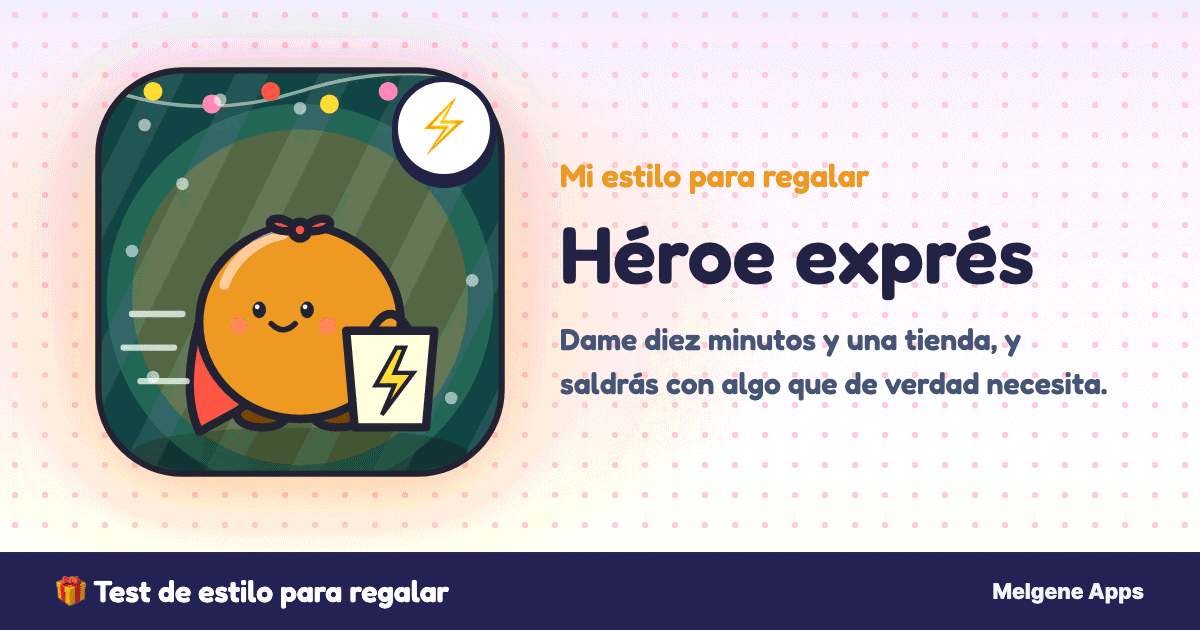 Mi estilo para regalar
Héroe exprés
Dame diez minutos y una tienda, y
saldrás con algo que de verdad necesita.
Test de estilo para regalar
Melgene Apps